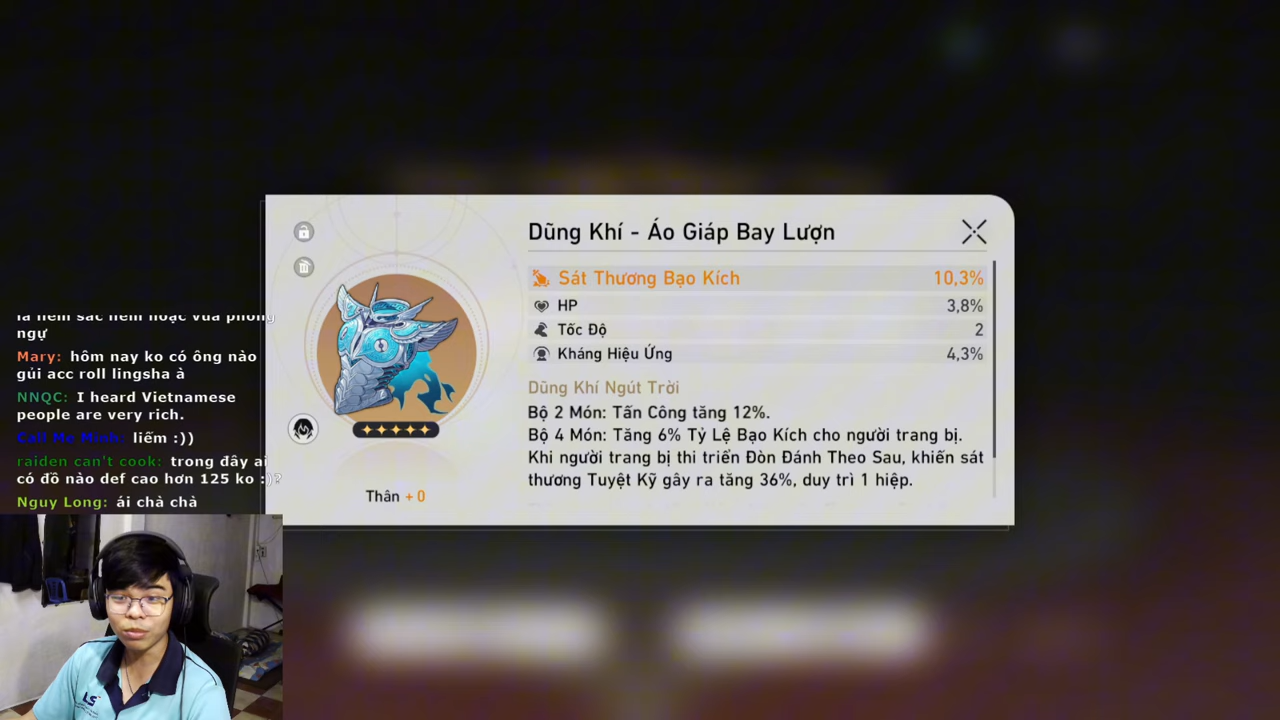 Dũng Khí - Áo Giáp Bay Lượn
Sát Thương Bạo Kích 10,3%
HP 3,8%
Tốc Độ 2
Kháng Hiệu Ứng 4,3%
Dũng Khí Ngút Trời
Bộ 2 Món: Tấn Công tăng 12%.
Bộ 4 Món: Tăng 6% Tỷ Lệ Bạo Kích cho người trang bị.
Khi người trang bị thi triển Đòn Đánh Theo Sau, khiến sát
thương Tuyệt Kỹ gây ra tăng 36%, duy trì 1 hiệp.
Thân + 0
ngự
Mary: hôm nay ko có ông nào
gủi acc roll lingsha à
NNQC: I heard Vietnamese
people are very rich.
Call Me Minh: liếm :))
raiden can't cook: trong đây ai
có đồ nào def cao hơn 125 ko :)?
Nguy Long: ái chà chà
LS